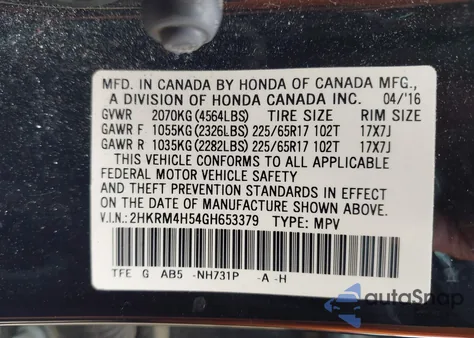 MFD. IN CANADA BY HONDA OF CANADA MFG.,
A DIVISION OF HONDA CANADA INC. 04/'16
GVWR 2070KG (4564LBS) TIRE SIZE RIM SIZE
GAWR F 1055KG (2326LBS) 225/65R17 102T 17X7J
GAWR R 1035KG (2282LBS) 225/65R17 102T 17X7J
THIS VEHICLE CONFORMS TO ALL APPLICABLE
FEDERAL MOTOR VEHICLE SAFETY
AND THEFT PREVENTION STANDARDS IN EFFECT
ON THE DATE OF MANUFACTURE SHOWN ABOVE.
V.I.N.: 2HKRM4H54GH653379 TYPE: MPV
TFE G AB5 -NH731P -A -H
autoSnap